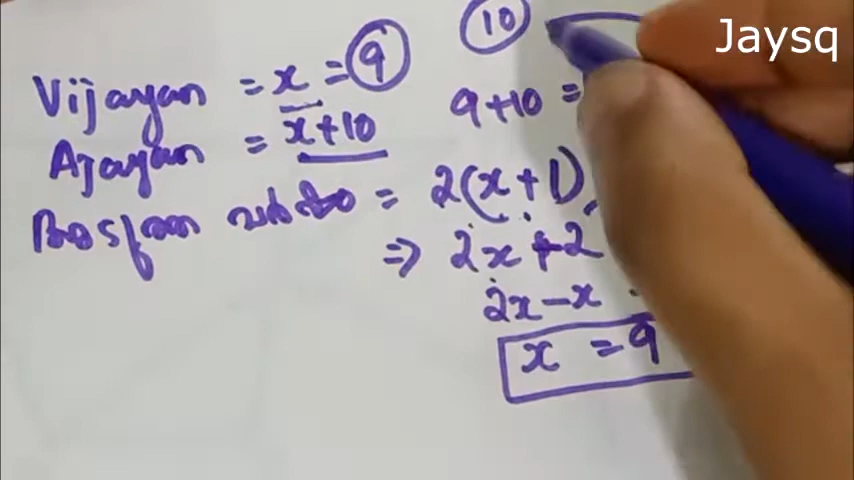 Jaysq
10
Vijayan = x = 9
9+10 =
Ajayan = x+10
= 2(x+1)
⇒ 2x+2
2x-x
x = 9